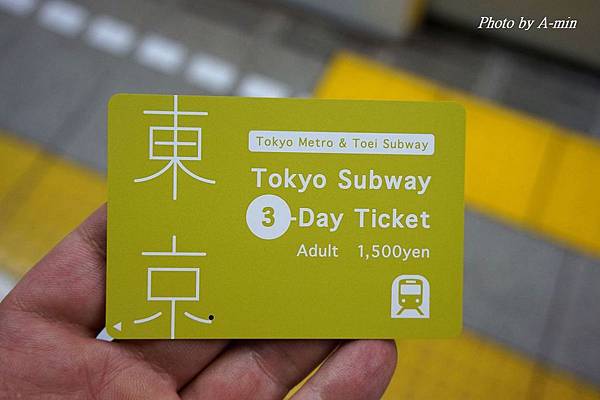 Photo by A-min
東京
Tokyo Metro & Toei Subway
Tokyo Subway
3-Day Ticket
Adult 1,500yen